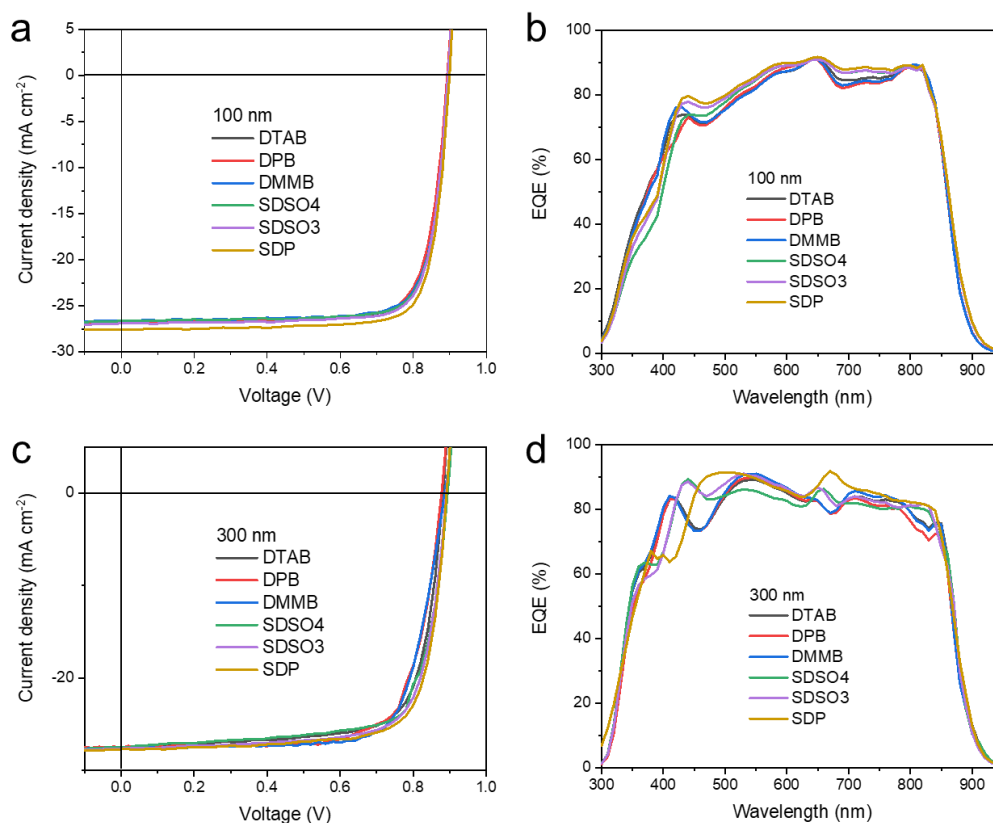 a
5
0
-5
-10
-15
-20
-25
-30
0.0 0.2 0.4 0.6 0.8 1.0
Voltage (V)
Current density (mA cm-2)
100 nm
DTAB
DPB
DMMB
SDSO4
SDSO3
SDP
b
100
80
60
40
20
0
300 400 500 600 700 800 900
Wavelength (nm)
EQE (%)
100 nm
DTAB
DPB
DMMB
SDSO4
SDSO3
SDP
c
0
-20
0.0 0.2 0.4 0.6 0.8 1.0
Voltage (V)
Current density (mA cm-2)
300 nm
DTAB
DPB
DMMB
SDSO4
SDSO3
SDP
d
100
80
60
40
20
0
300 400 500 600 700 800 900
Wavelength (nm)
EQE (%)
300 nm
DTAB
DPB
DMMB
SDSO4
SDSO3
SDP